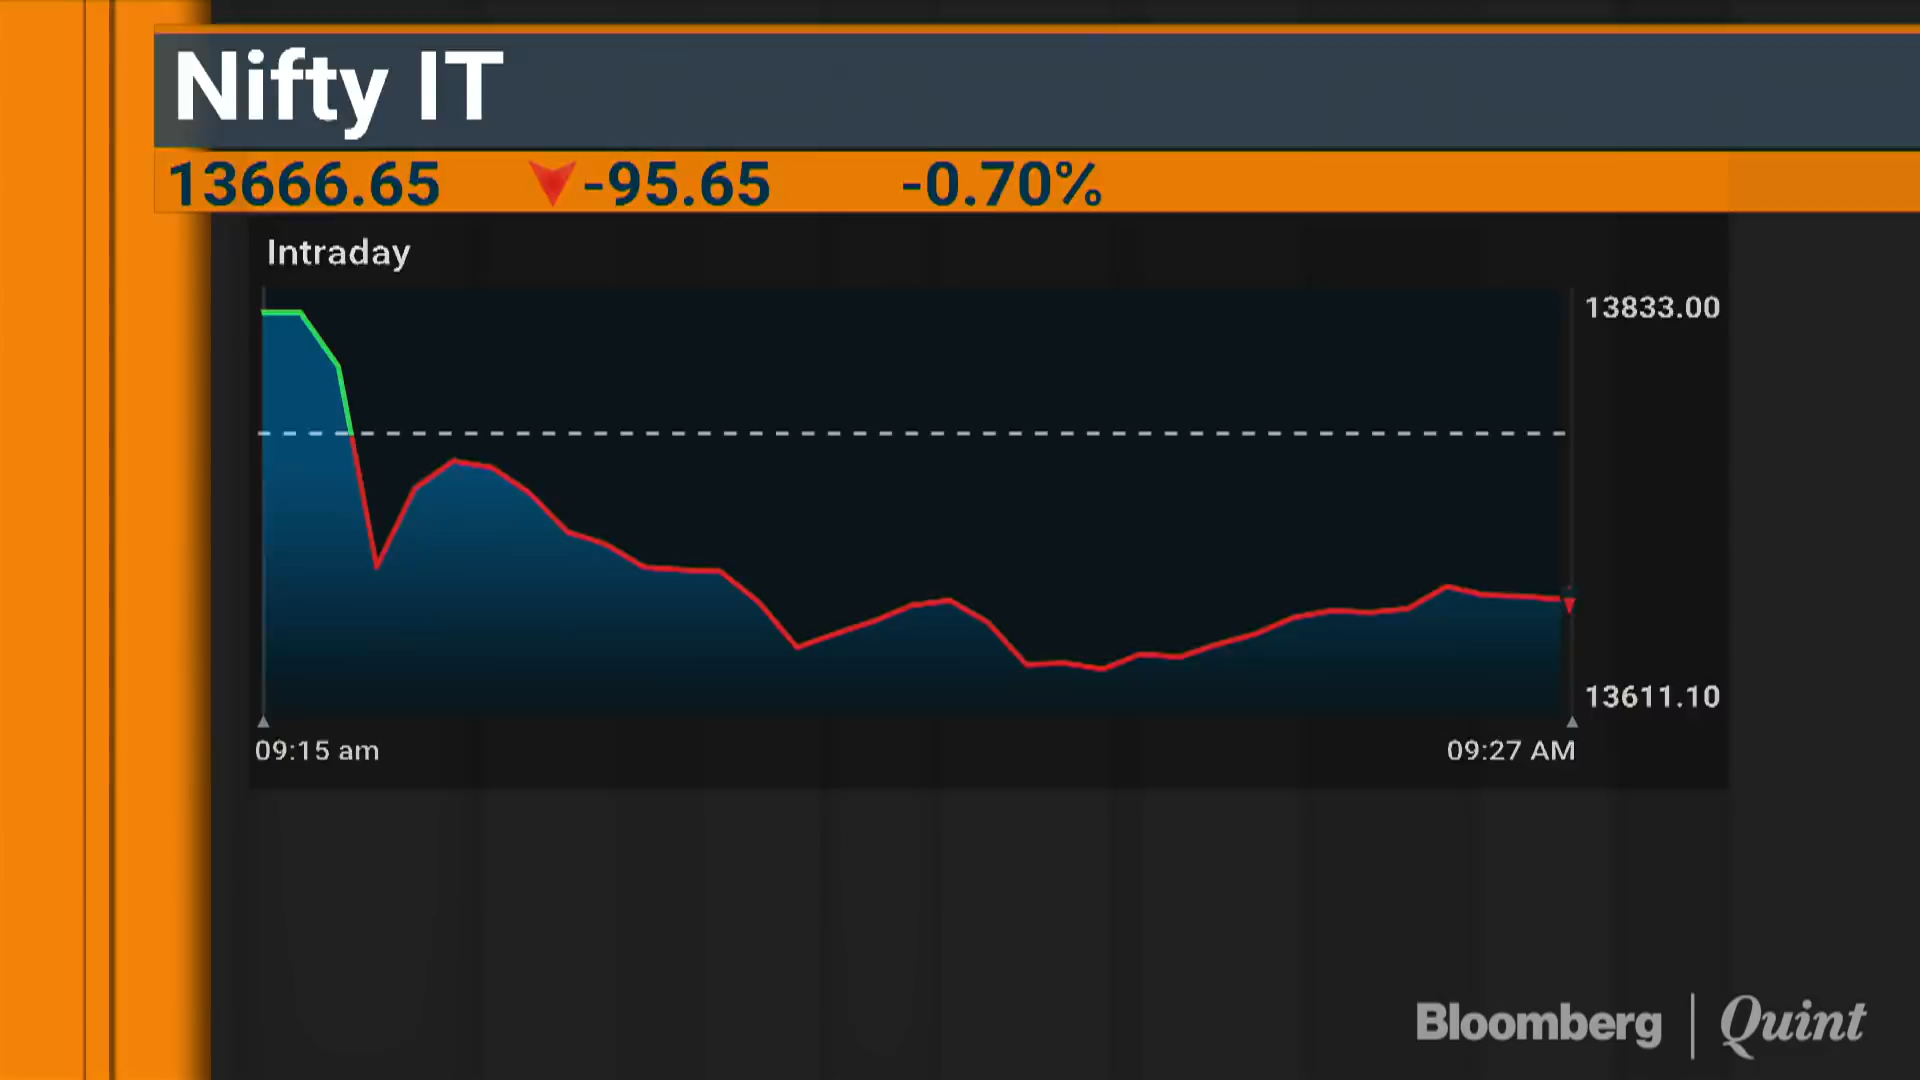 Nifty IT
13666.65 -95.65 -0.70%
Intraday
13833.00
13611.10
09:15 am 09:27 AM
Bloomberg | Quint